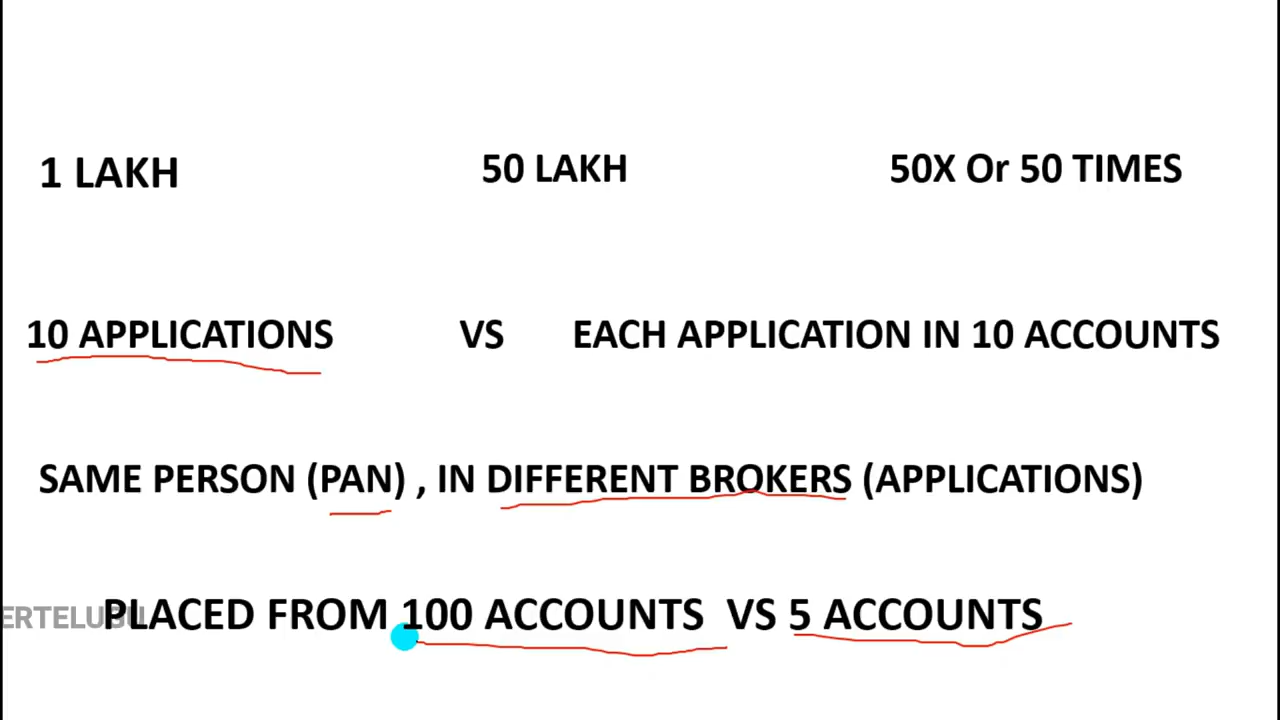 1 LAKH 50 LAKH 50X Or 50 TIMES
10 APPLICATIONS VS EACH APPLICATION IN 10 ACCOUNTS
SAME PERSON (PAN) , IN DIFFERENT BROKERS (APPLICATIONS)
PLACED FROM 100 ACCOUNTS VS 5 ACCOUNTS
ERTELUGU